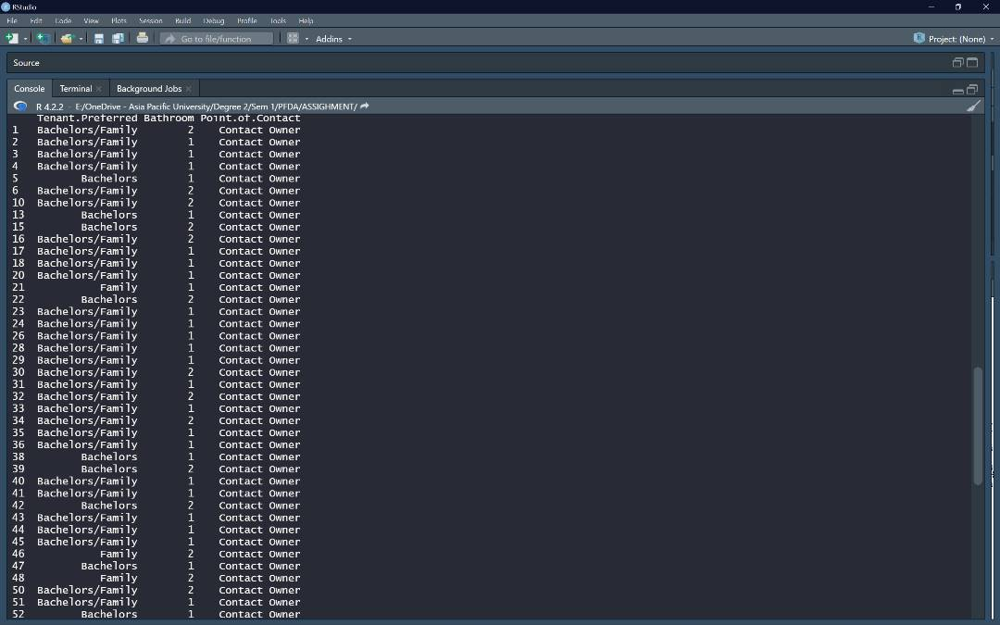 RStudio
File Edit Code View Plots Session Build Debug Profile Tools Help
Go to file/function Addins Project: (None)
Source
Console Terminal Background Jobs
R 4.2.2 · E:/OneDrive - Asia Pacific University/Degree 2/Sem 1/PFDA/ASSIGHMENT/
Tenant.Preferred Bathroom Point.of.Contact
1 Bachelors/Family 2 Contact Owner
2 Bachelors/Family 1 Contact Owner
3 Bachelors/Family 1 Contact Owner
4 Bachelors/Family 1 Contact Owner
5 Bachelors 1 Contact Owner
6 Bachelors/Family 2 Contact Owner
10 Bachelors/Family 2 Contact Owner
13 Bachelors 1 Contact Owner
15 Bachelors 2 Contact Owner
16 Bachelors/Family 2 Contact Owner
17 Bachelors/Family 1 Contact Owner
18 Bachelors/Family 1 Contact Owner
20 Bachelors/Family 1 Contact Owner
21 Family 1 Contact Owner
22 Bachelors 2 Contact Owner
23 Bachelors/Family 1 Contact Owner
24 Bachelors/Family 1 Contact Owner
26 Bachelors/Family 1 Contact Owner
28 Bachelors/Family 1 Contact Owner
29 Bachelors/Family 1 Contact Owner
30 Bachelors/Family 2 Contact Owner
31 Bachelors/Family 1 Contact Owner
32 Bachelors/Family 2 Contact Owner
33 Bachelors/Family 1 Contact Owner
34 Bachelors/Family 2 Contact Owner
35 Bachelors/Family 1 Contact Owner
36 Bachelors/Family 1 Contact Owner
38 Bachelors 1 Contact Owner
39 Bachelors 2 Contact Owner
40 Bachelors/Family 1 Contact Owner
41 Bachelors/Family 1 Contact Owner
42 Bachelors 2 Contact Owner
43 Bachelors/Family 1 Contact Owner
44 Bachelors/Family 1 Contact Owner
45 Bachelors/Family 1 Contact Owner
46 Family 2 Contact Owner
47 Bachelors 1 Contact Owner
48 Family 2 Contact Owner
50 Bachelors/Family 2 Contact Owner
51 Bachelors/Family 1 Contact Owner
52 Bachelors 1 Contact Owner